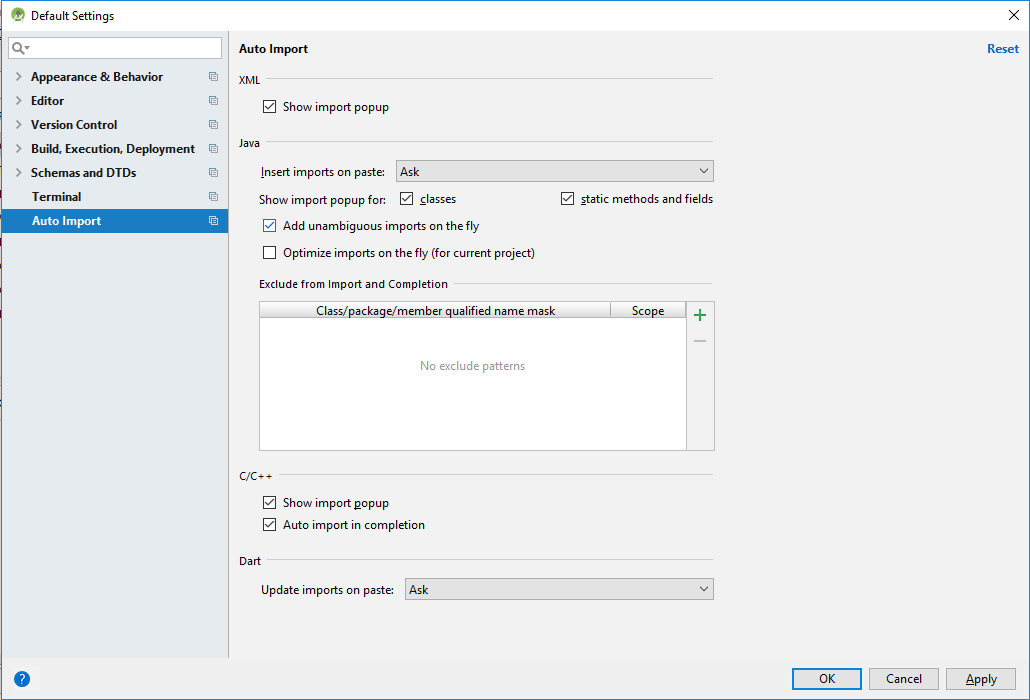 Default Settings
Auto Import
Reset
Appearance & Behavior
Editor
Version Control
Build, Execution, Deployment
Schemas and DTDs
Terminal
Auto Import
XML
Show import popup
Java
Insert imports on paste: Ask
Show import popup for: classes static methods and fields
Add unambiguous imports on the fly
Optimize imports on the fly (for current project)
Exclude from Import and Completion
Class/package/member qualified name mask Scope
No exclude patterns
C/C++
Show import popup
Auto import in completion
Dart
Update imports on paste: Ask
? OK Cancel Apply